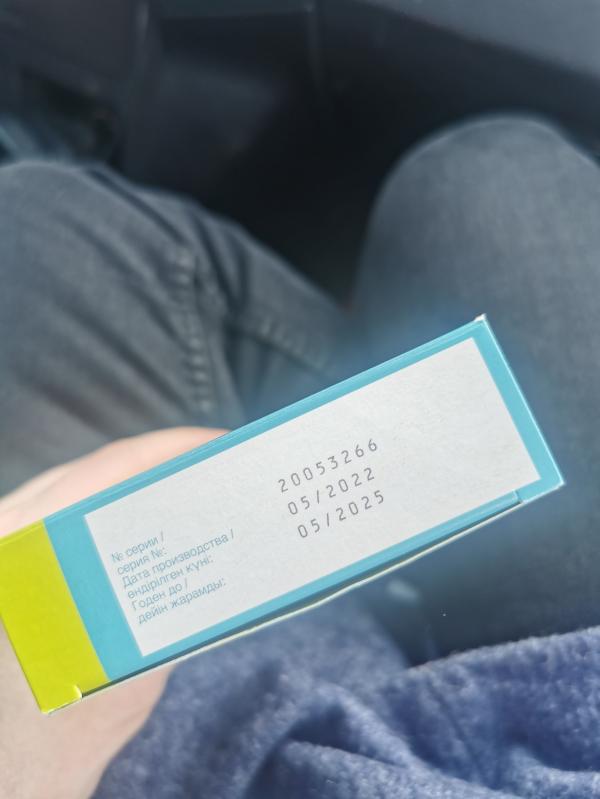 20053266
05/2022
05/2025
№ серии /
серия №:
Дата производства /
өндірілген күні:
Годен до /
дейін жарамды: